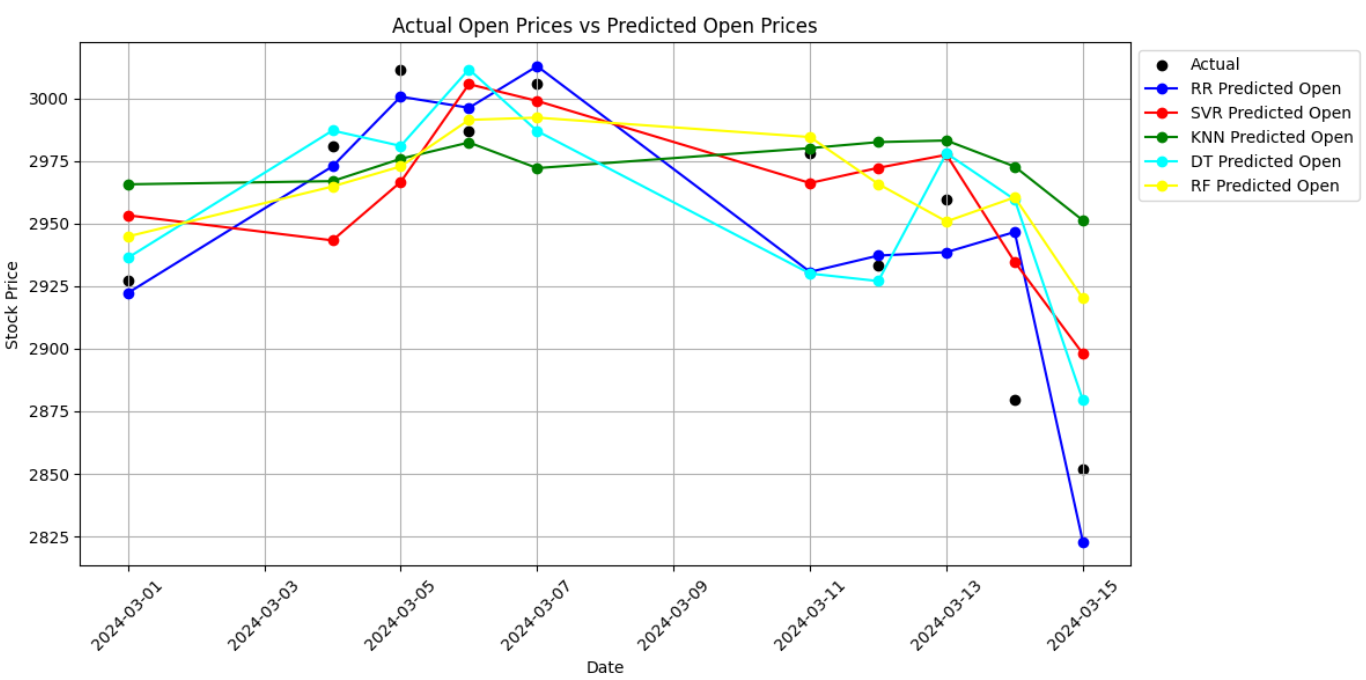 Actual Open Prices vs Predicted Open Prices
Actual
RR Predicted Open
SVR Predicted Open
KNN Predicted Open
DT Predicted Open
RF Predicted Open
Stock Price
3000
2975
2950
2925
2900
2875
2850
2825
2024-03-01
2024-03-03
2024-03-05
2024-03-07
2024-03-09
2024-03-11
2024-03-13
2024-03-15
Date